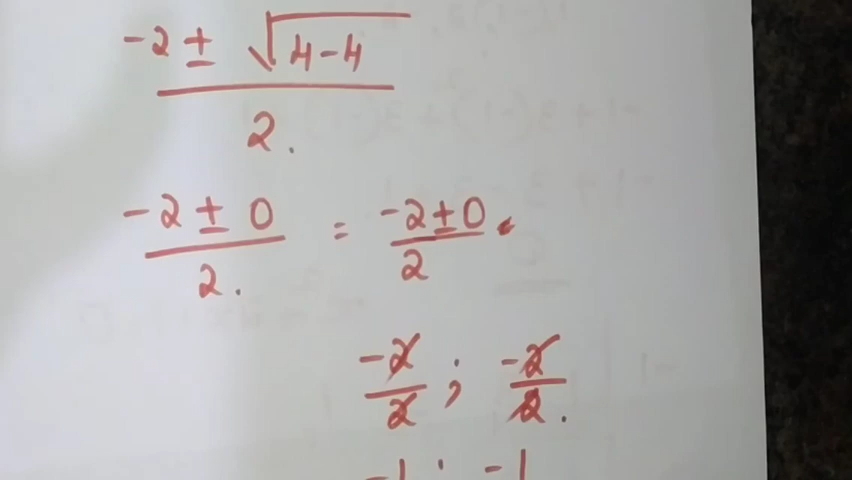 -2 ± √4-4
2.
-2 ± 0 = -2±0
2. 2
-2 ; -2
2 2.
-1 ; -1